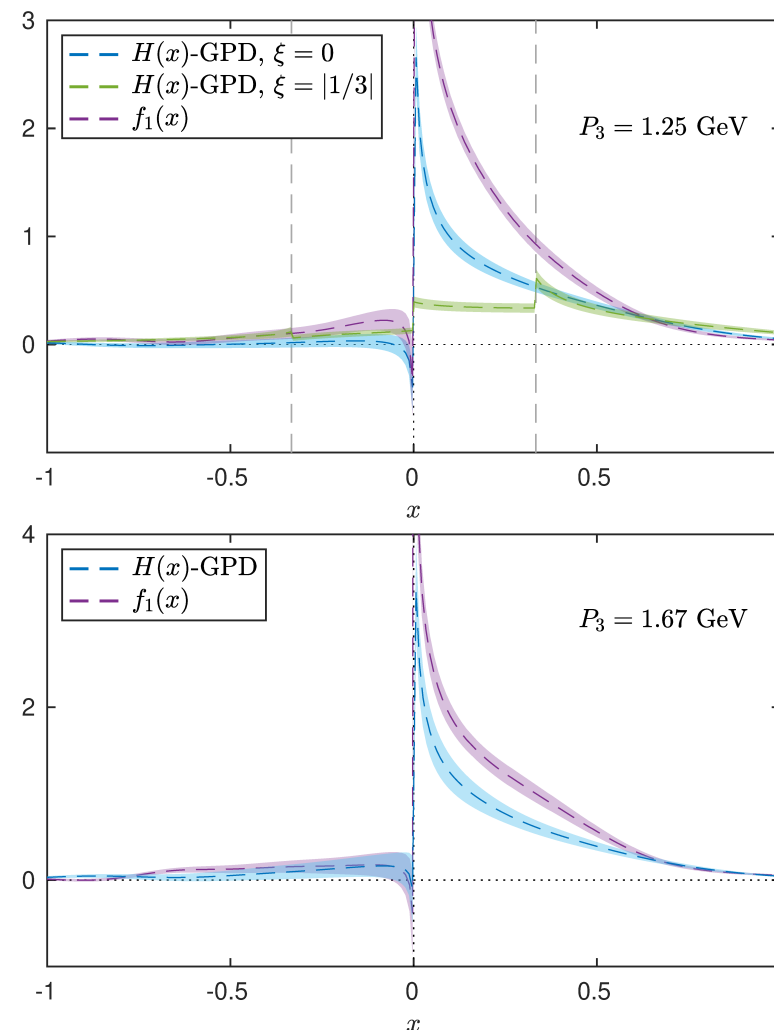 3
2
1
0
H(x)-GPD, ξ = 0
H(x)-GPD, ξ = |1/3|
f₁(x)
P₃ = 1.25 GeV
-1 -0.5 0 0.5
x
4
2
0
H(x)-GPD
f₁(x)
P₃ = 1.67 GeV
-1 -0.5 0 0.5
x